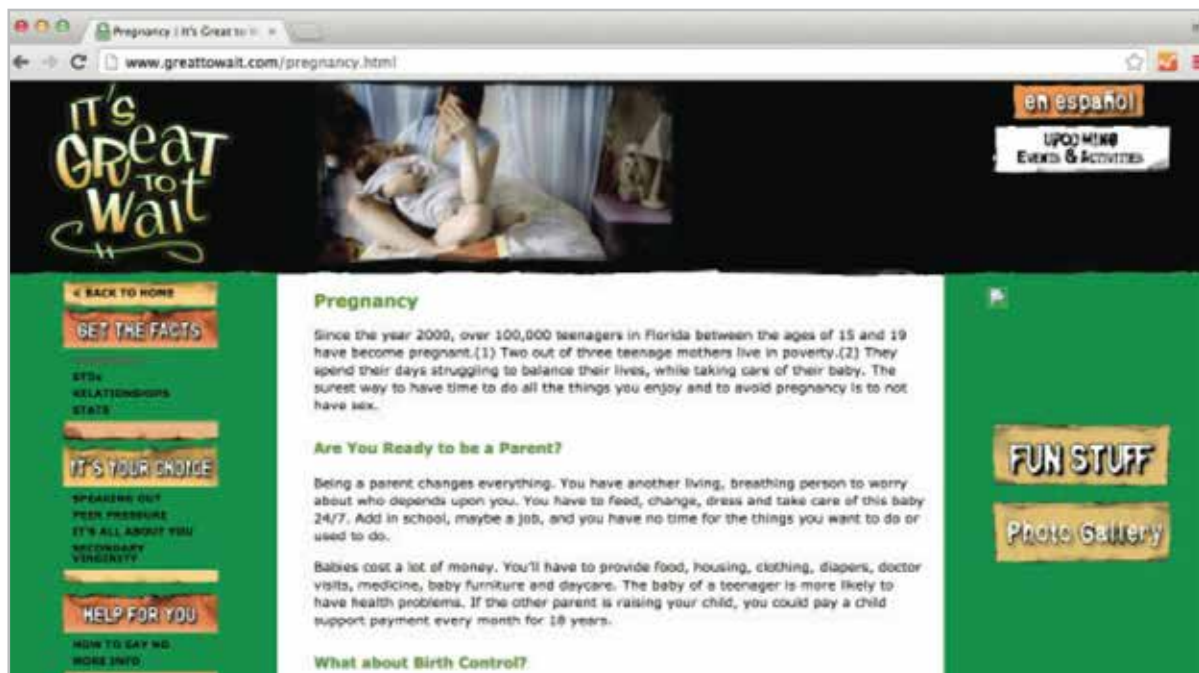 Pregnancy | It's Great to W
www.greattowait.com/pregnancy.html
IT'S
GREAT
TO
WAIT
en español
UPCOMING
EVENTS & ACTIVITIES
< BACK TO HOME
GET THE FACTS
STDs
RELATIONSHIPS
STATS
IT'S YOUR CHOICE
SPEAKING OUT
PEER PRESSURE
IT'S ALL ABOUT YOU
SECONDARY
VIRGINITY
HELP FOR YOU
HOW TO SAY NO
MORE INFO
Pregnancy
Since the year 2000, over 100,000 teenagers in Florida between the ages of 15 and 19
have become pregnant.(1) Two out of three teenage mothers live in poverty.(2) They
spend their days struggling to balance their lives, while taking care of their baby. The
surest way to have time to do all the things you enjoy and to avoid pregnancy is to not
have sex.
Are You Ready to be a Parent?
Being a parent changes everything. You have another living, breathing person to worry
about who depends upon you. You have to feed, change, dress and take care of this baby
24/7. Add in school, maybe a job, and you have no time for the things you want to do or
used to do.
Babies cost a lot of money. You'll have to provide food, housing, clothing, diapers, doctor
visits, medicine, baby furniture and daycare. The baby of a teenager is more likely to
have health problems. If the other parent is raising your child, you could pay a child
support payment every month for 18 years.
What about Birth Control?
FUN STUFF
Photo Gallery